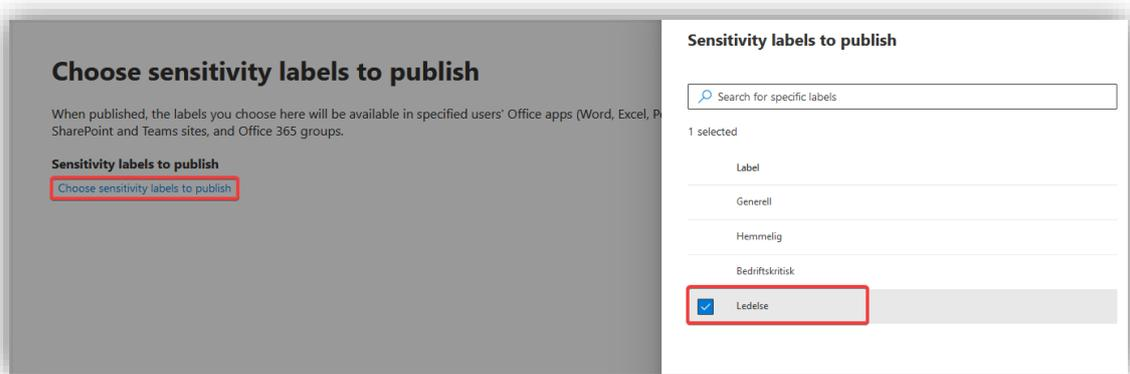 Choose sensitivity labels to publish
When published, the labels you choose here will be available in specified users' Office apps (Word, Excel,
SharePoint and Teams sites, and Office 365 groups.
Sensitivity labels to publish
Choose sensitivity labels to publish
Sensitivity labels to publish
Search for specific labels
1 selected
Label
Generell
Hemmelig
Bedriftskritisk
Ledelse